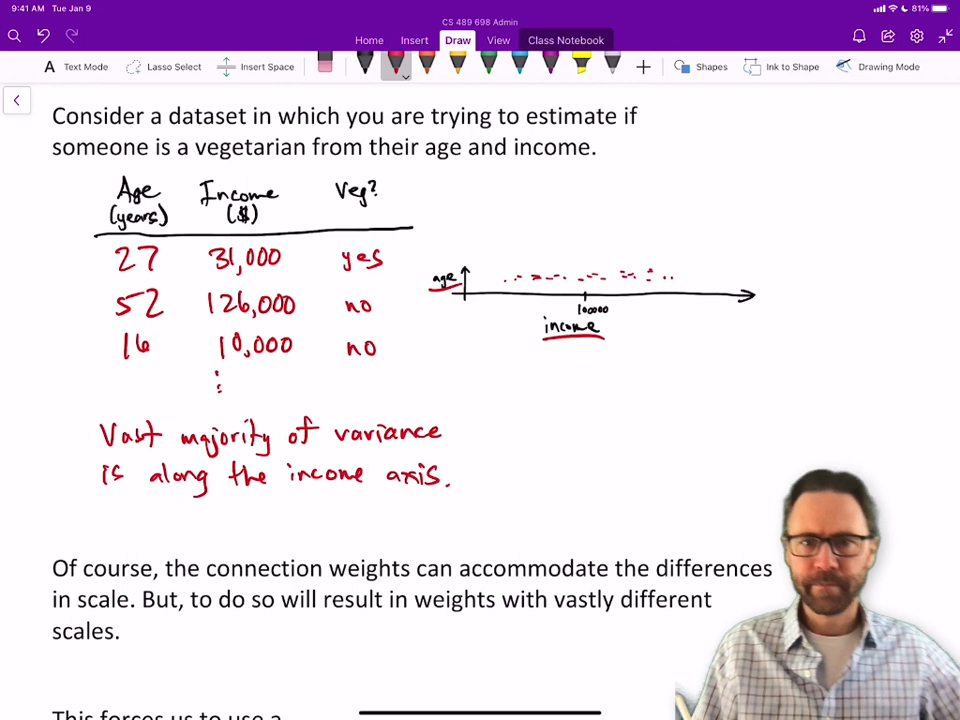 9:41 AM Tue Jan 9
81%
CS 489 698 Admin
Home Insert Draw View Class Notebook
Text Mode Lasso Select Insert Space Shapes Ink to Shape Drawing Mode
Consider a dataset in which you are trying to estimate if
someone is a vegetarian from their age and income.
Age Income Veg?
(years) ($)
27 31,000 yes
52 126,000 no
16 10,000 no
age
100000
income
Vast majority of variance
is along the income axis.
Of course, the connection weights can accommodate the differences
in scale. But, to do so will result in weights with vastly different
scales.
This forces us to use a